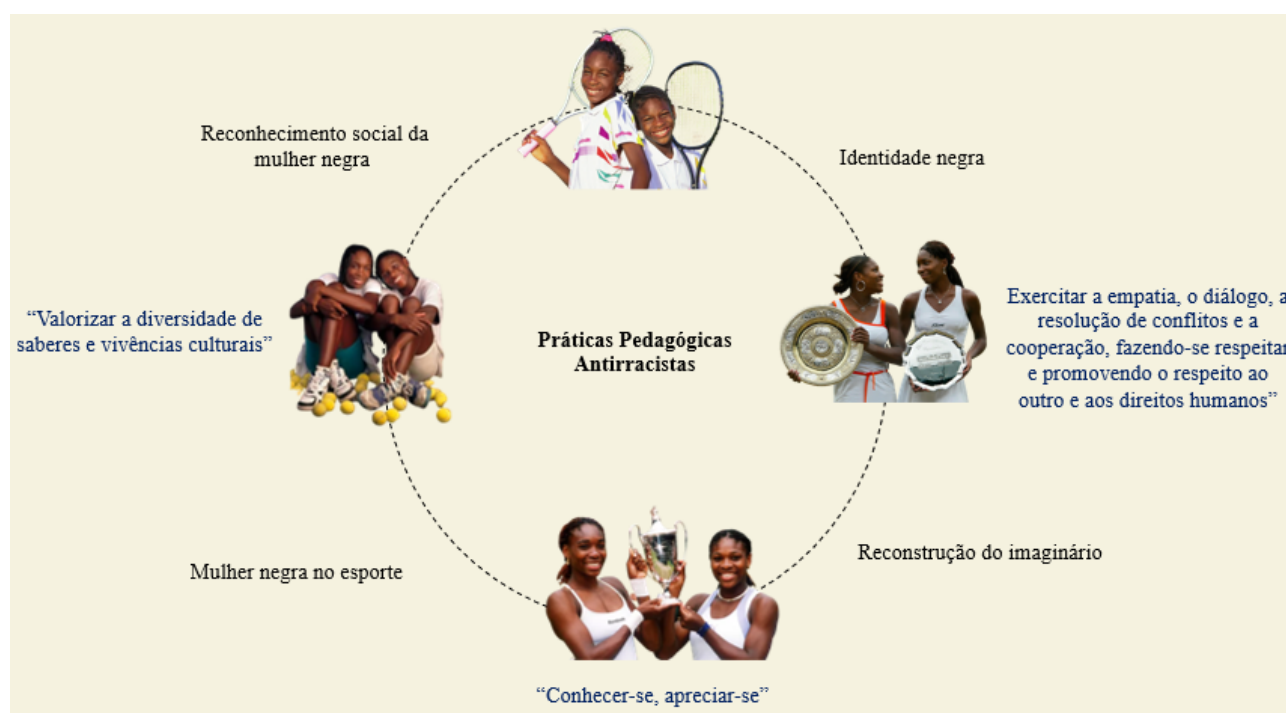 Reconhecimento social da
mulher negra
Identidade negra
“Valorizar a diversidade de
saberes e vivências culturais”
Práticas Pedagógicas
Antirracistas
Exercitar a empatia, o diálogo, a
resolução de conflitos e a
cooperação, fazendo-se respeitar
e promovendo o respeito ao
outro e aos direitos humanos”
Mulher negra no esporte
Reconstrução do imaginário
“Conhecer-se, apreciar-se”